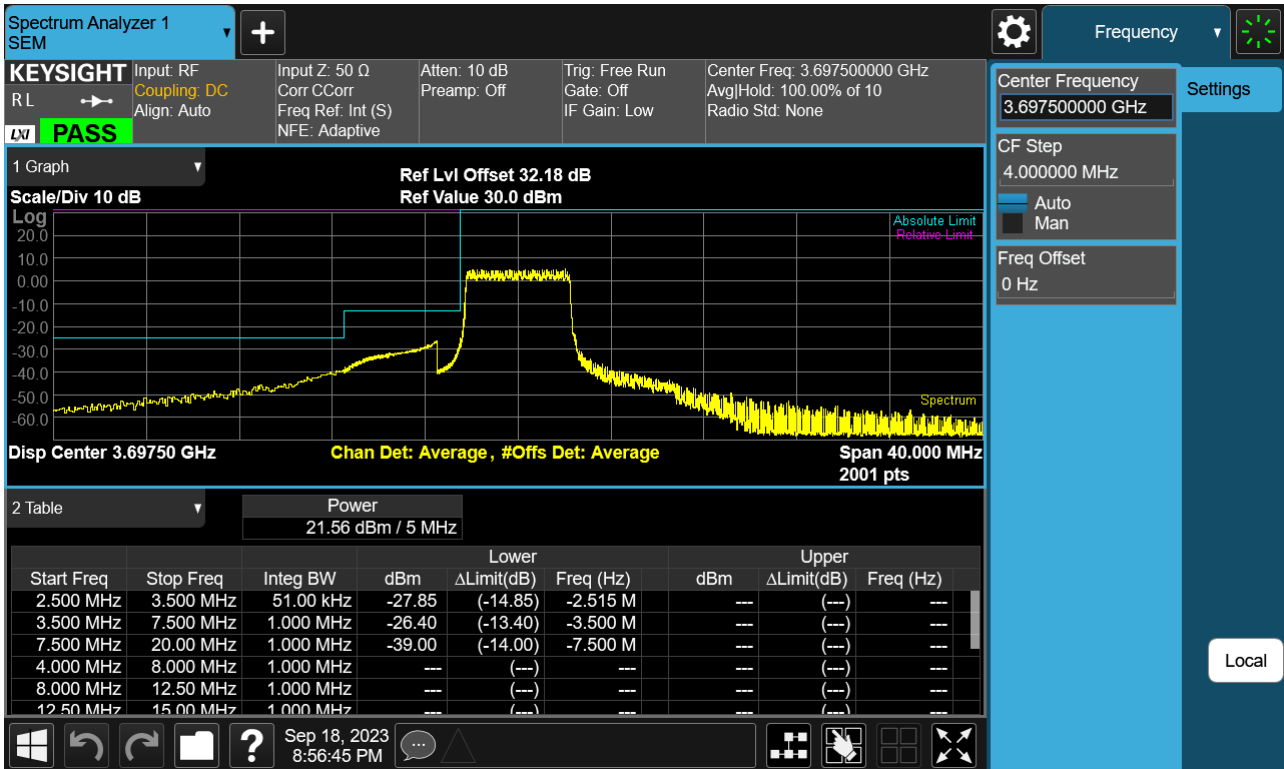 Spectrum Analyzer 1
SEM
Frequency
KEYSIGHT
R L
LXI
PASS
Input: RF
Coupling: DC
Align: Auto
Input Z: 50 Ω
Corr CCorr
Freq Ref: Int (S)
NFE: Adaptive
Atten: 10 dB
Preamp: Off
Trig: Free Run
Gate: Off
IF Gain: Low
Center Freq: 3.697500000 GHz
Avg|Hold: 100.00% of 10
Radio Std: None
Center Frequency
3.697500000 GHz
Settings
CF Step
4.000000 MHz
Auto
Man
Freq Offset
0 Hz
1 Graph
Scale/Div 10 dB
Ref Lvl Offset 32.18 dB
Ref Value 30.0 dBm
Log
Absolute Limit
Relative Limit
20.0
10.0
0.00
-10.0
-20.0
-30.0
-40.0
-50.0
-60.0
Spectrum
Disp Center 3.69750 GHz
Chan Det: Average , #Offs Det: Average
Span 40.000 MHz
2001 pts
2 Table
Power
21.56 dBm / 5 MHz
Lower Upper
Start Freq Stop Freq Integ BW dBm ΔLimit(dB) Freq (Hz) dBm ΔLimit(dB) Freq (Hz)
2.500 MHz 3.500 MHz 51.00 kHz -27.85 (-14.85) -2.515 M --- (---) ---
3.500 MHz 7.500 MHz 1.000 MHz -26.40 (-13.40) -3.500 M --- (---) ---
7.500 MHz 20.00 MHz 1.000 MHz -39.00 (-14.00) -7.500 M --- (---) ---
4.000 MHz 8.000 MHz 1.000 MHz --- (---) --- --- (---) ---
8.000 MHz 12.50 MHz 1.000 MHz --- (---) --- --- (---) ---
12.50 MHz 15.00 MHz 1.000 MHz --- (---) --- --- (---) ---
Local
?
Sep 18, 2023
8:56:45 PM